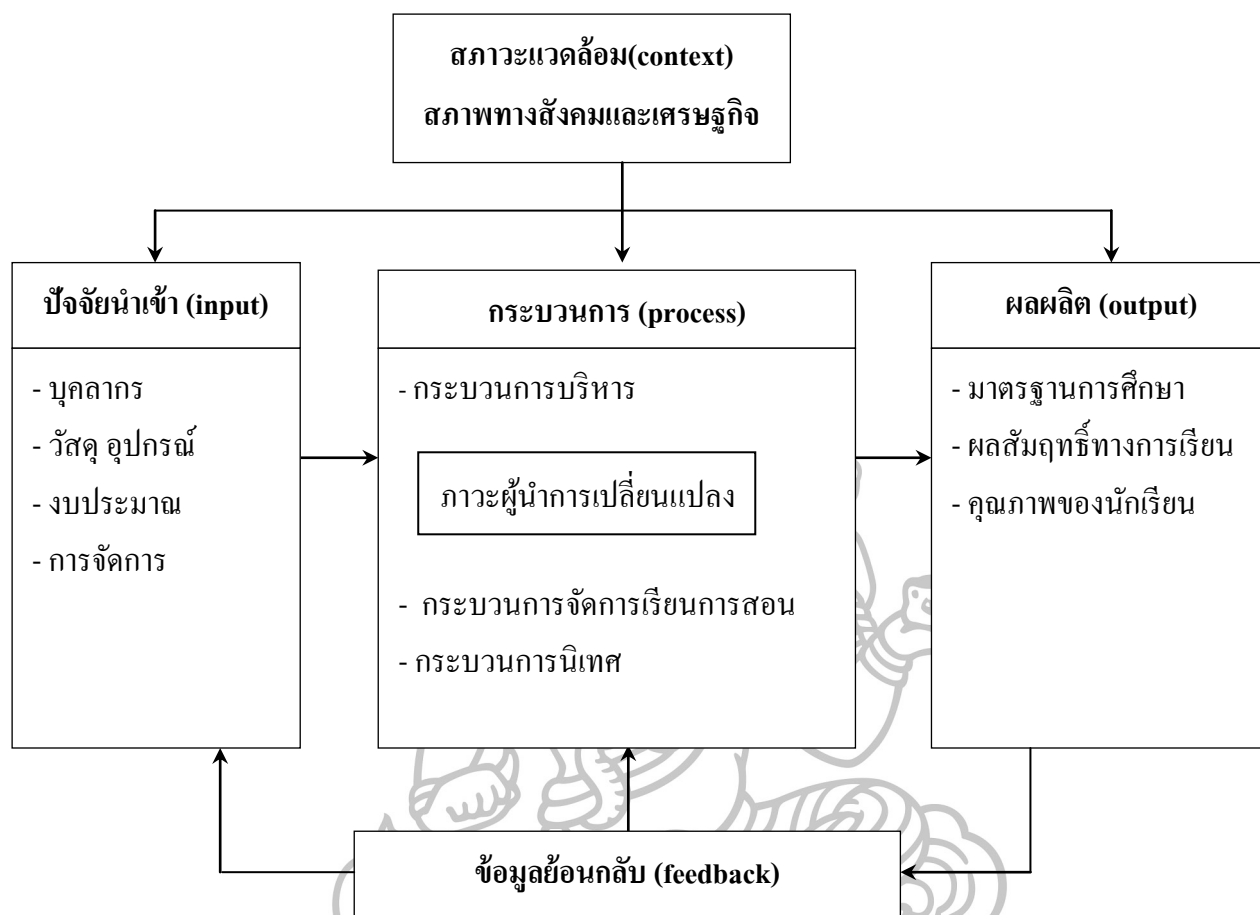 สภาวะแวดล้อม(context)
สภาพทางสังคมและเศรษฐกิจ
ปัจจัยนำเข้า (input)
- บุคลากร
- วัสดุ อุปกรณ์
- งบประมาณ
- การจัดการ
กระบวนการ (process)
- กระบวนการบริหาร
ภาวะผู้นำการเปลี่ยนแปลง
- กระบวนการจัดการเรียนการสอน
- กระบวนการนิเทศ
ผลผลิต (output)
- มาตรฐานการศึกษา
- ผลสัมฤทธิ์ทางการเรียน
- คุณภาพของนักเรียน
ข้อมูลย้อนกลับ (feedback)